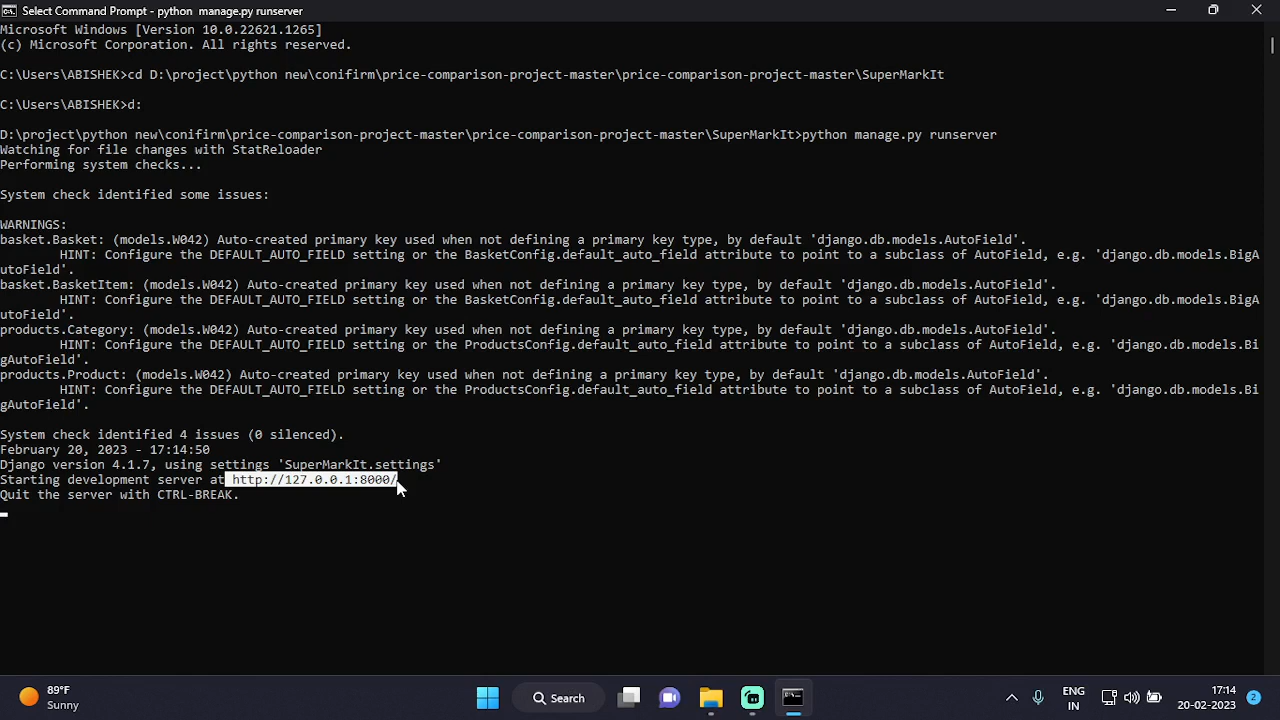 Select Command Prompt - python  manage.py runserver
Microsoft Windows [Version 10.0.22621.1265]
(c) Microsoft Corporation. All rights reserved.
C:\Users\ABISHEK>cd D:\project\python new\conifirm\price-comparison-project-master\price-comparison-project-master\SuperMarkIt
C:\Users\ABISHEK>d:
D:\project\python new\conifirm\price-comparison-project-master\price-comparison-project-master\SuperMarkIt>python manage.py runserver
Watching for file changes with StatReloader
Performing system checks...
System check identified some issues:
WARNINGS:
basket.Basket: (models.W042) Auto-created primary key used when not defining a primary key type, by default 'django.db.models.AutoField'.
        HINT: Configure the DEFAULT_AUTO_FIELD setting or the BasketConfig.default_auto_field attribute to point to a subclass of AutoField, e.g. 'django.db.models.BigA
utoField'.
basket.BasketItem: (models.W042) Auto-created primary key used when not defining a primary key type, by default 'django.db.models.AutoField'.
        HINT: Configure the DEFAULT_AUTO_FIELD setting or the BasketConfig.default_auto_field attribute to point to a subclass of AutoField, e.g. 'django.db.models.BigA
utoField'.
products.Category: (models.W042) Auto-created primary key used when not defining a primary key type, by default 'django.db.models.AutoField'.
        HINT: Configure the DEFAULT_AUTO_FIELD setting or the ProductsConfig.default_auto_field attribute to point to a subclass of AutoField, e.g. 'django.db.models.Bi
gAutoField'.
products.Product: (models.W042) Auto-created primary key used when not defining a primary key type, by default 'django.db.models.AutoField'.
        HINT: Configure the DEFAULT_AUTO_FIELD setting or the ProductsConfig.default_auto_field attribute to point to a subclass of AutoField, e.g. 'django.db.models.Bi
gAutoField'.
System check identified 4 issues (0 silenced).
February 20, 2023 - 17:14:50
Django version 4.1.7, using settings 'SuperMarkIt.settings'
Starting development server at http://127.0.0.1:8000/
Quit the server with CTRL-BREAK.
89°F
Sunny
Search
ENG
IN
17:14
20-02-2023
2